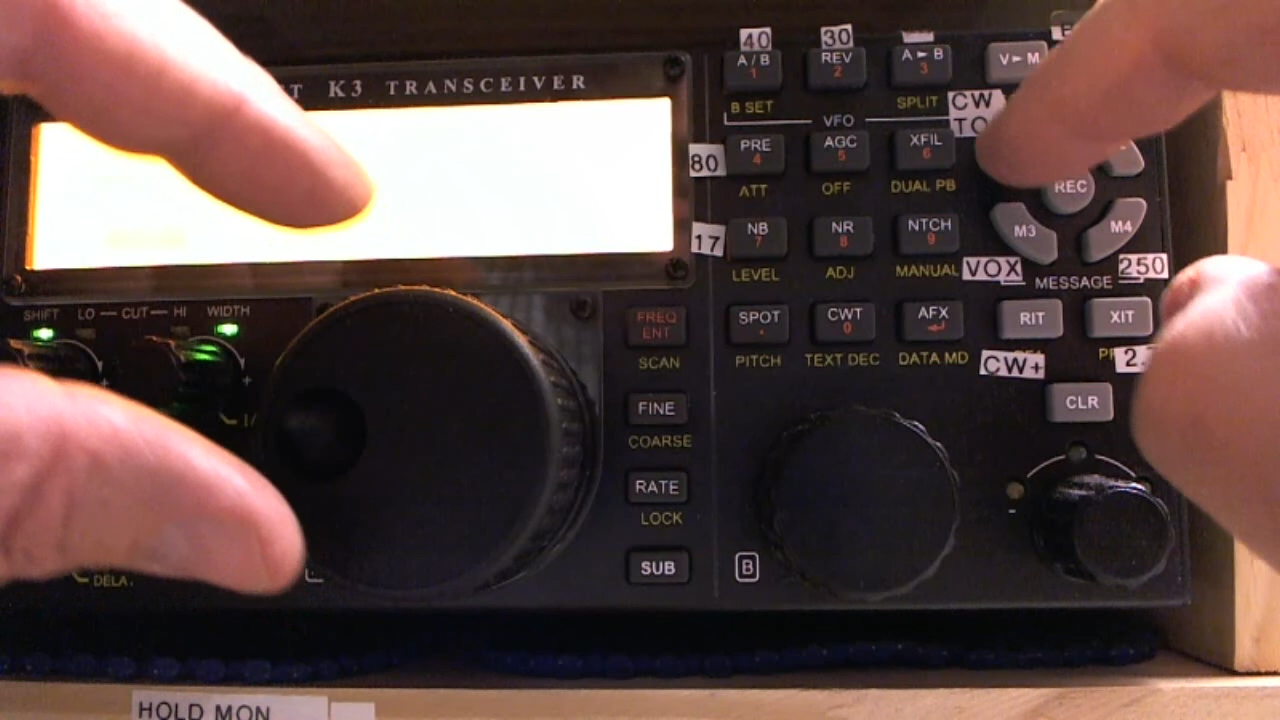 K3 TRANSCEIVER
40
30
A / B
1
REV
2
A ► B
3
V ► M
B SET
SPLIT
CW
VFO
80
PRE
4
AGC
5
XFIL
6
REC
ATT
OFF
DUAL PB
17
NB
7
NR
8
NTCH
9
M3
M4
LEVEL
ADJ
MANUAL
VOX
250
MESSAGE
SHIFT
LO
CUT
HI
WIDTH
FREQ
ENT
SPOT
.
CWT
0
AFX
RIT
XIT
SCAN
PITCH
TEXT DEC
DATA MD
CW+
FINE
CLR
COARSE
RATE
LOCK
SUB
B
HOLD MON